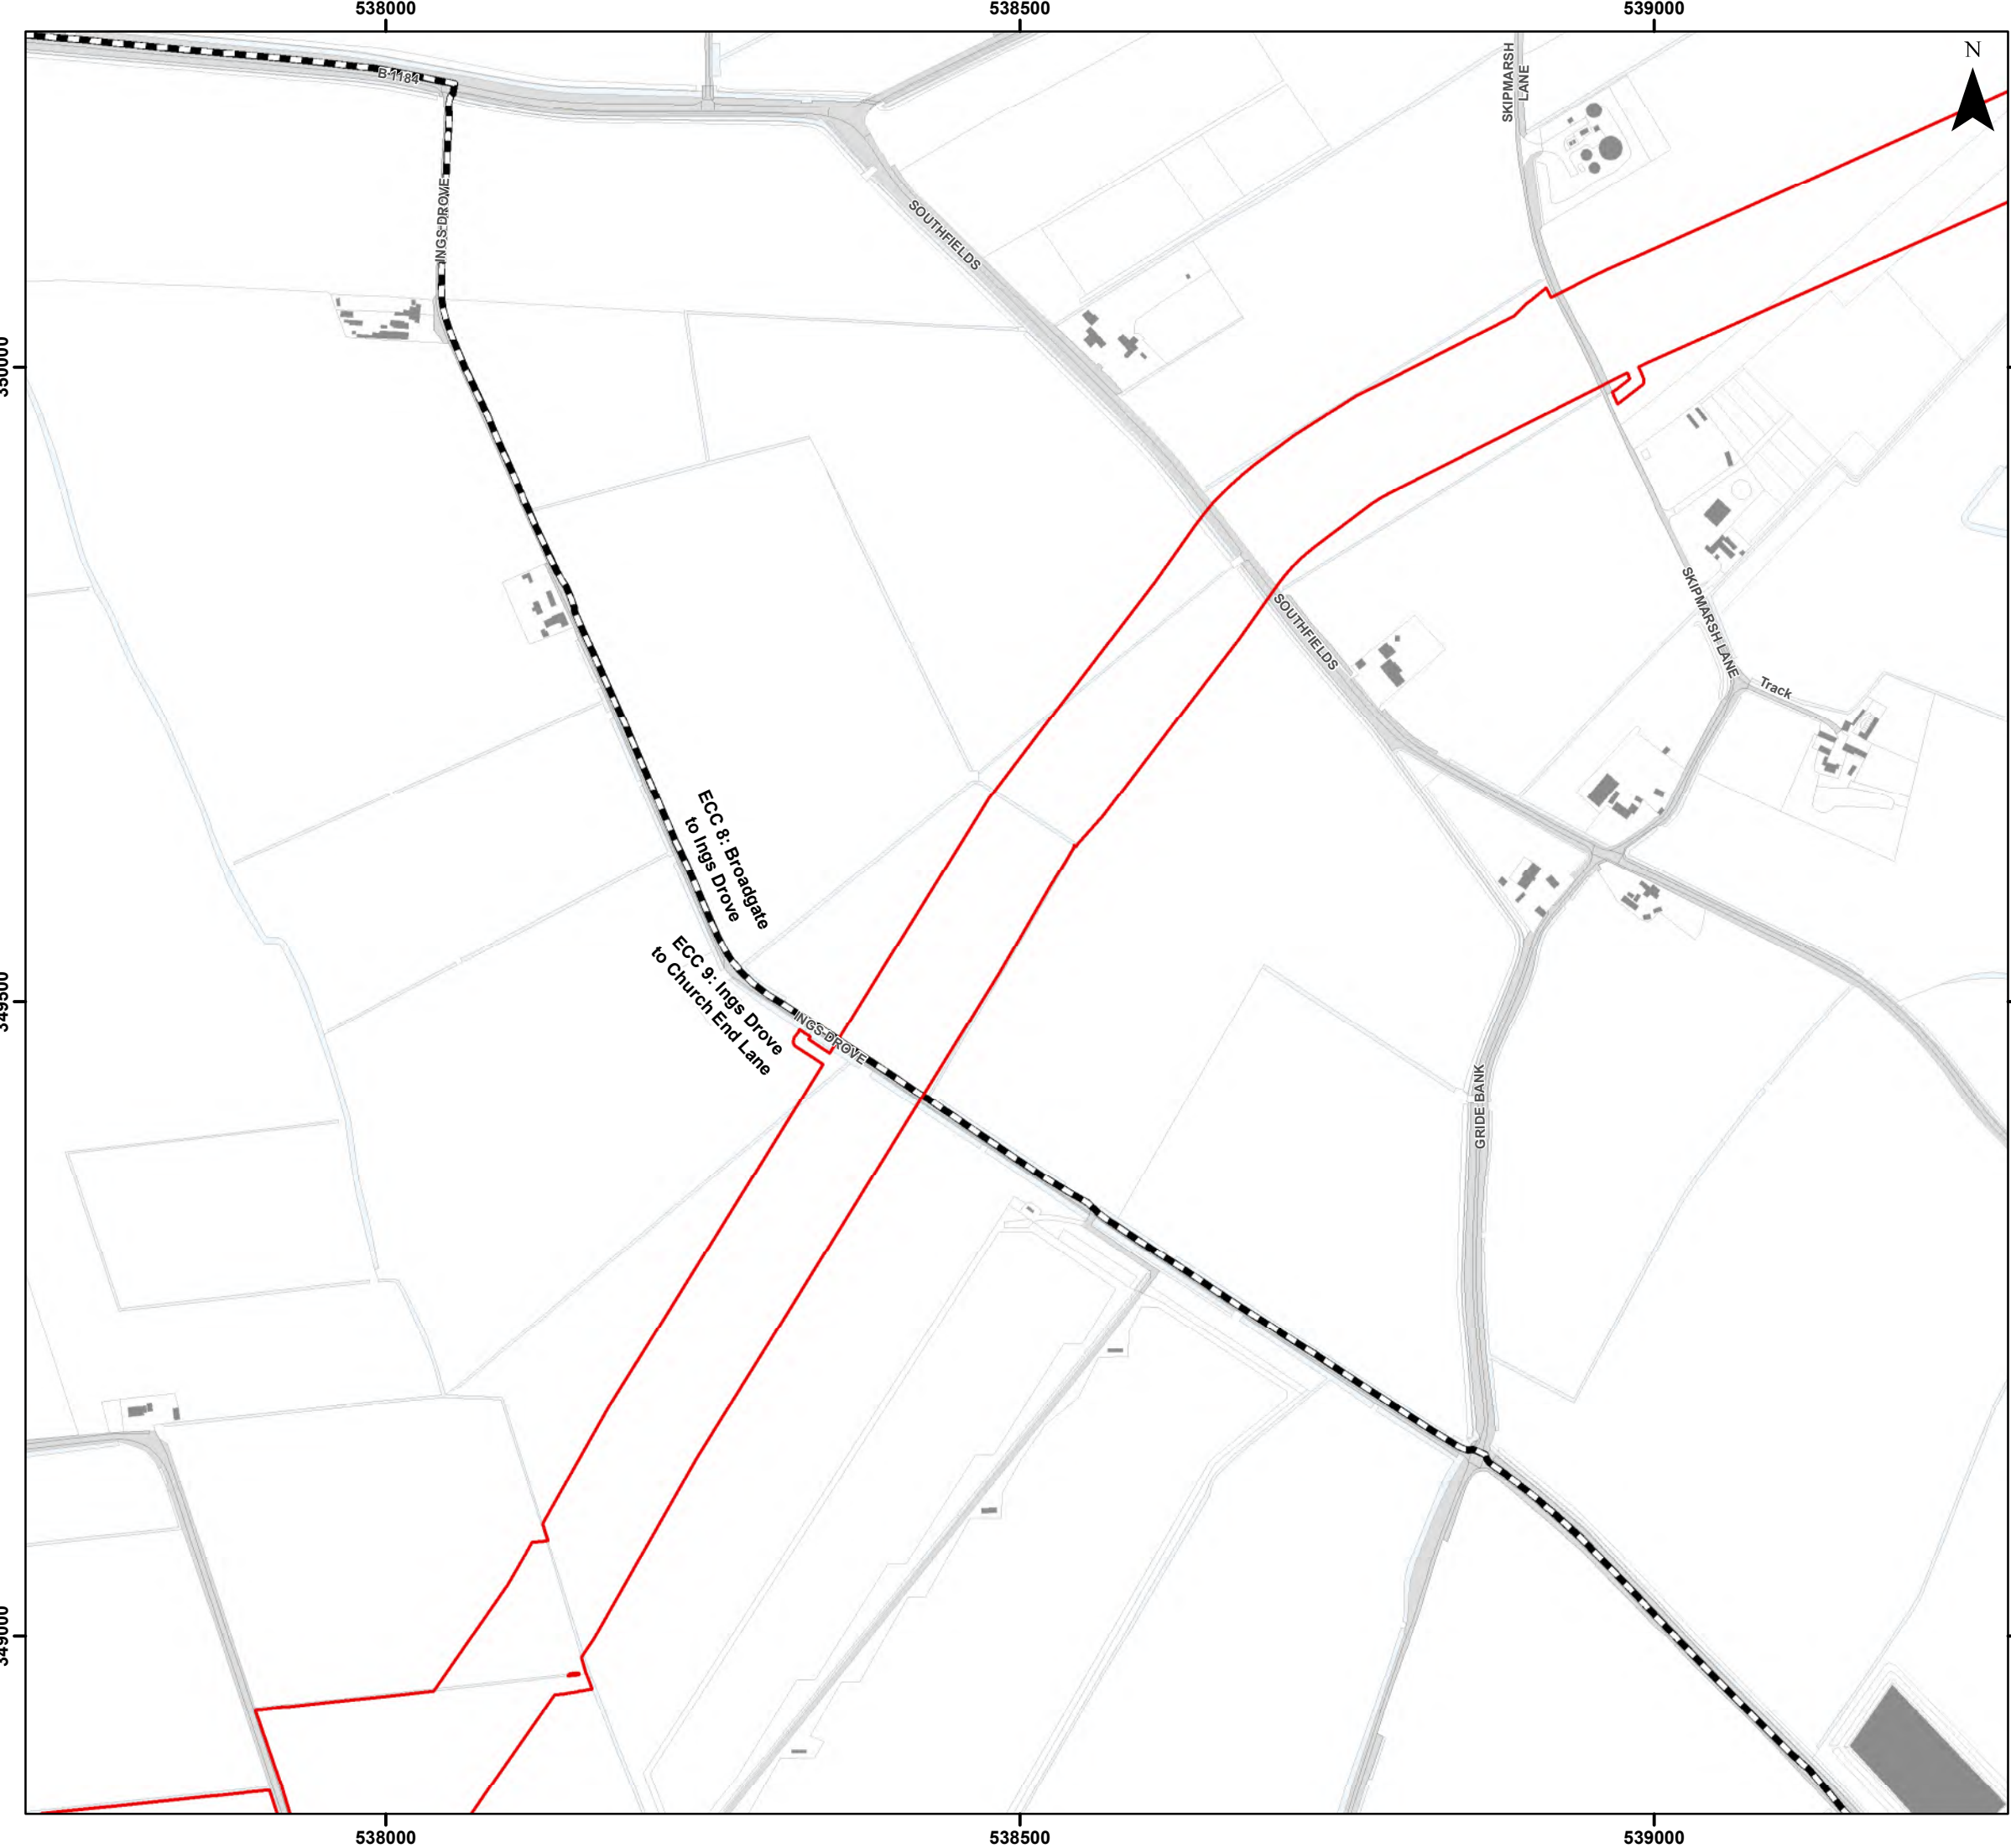 538000
538500
539000
N
B 1184
SKIPMARSH
LANE
INGS DROVE
SOUTHFIELDS
350000
SOUTHFIELDS
SKIPMARSH LANE
Track
ECC 8: Broadgate
to Ings Drove
ECC 9: Ings Drove
to Church End Lane
349500
INGS DROVE
GRIDE BANK
349000
538000
538500
539000